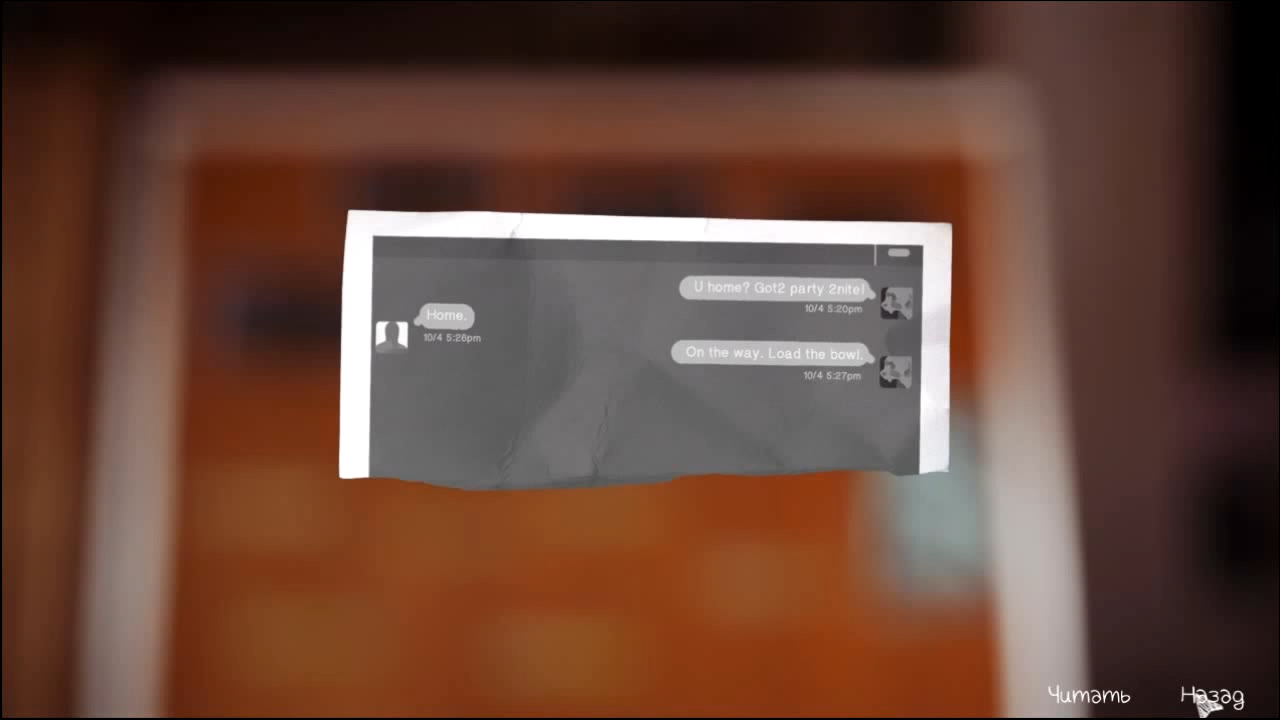 U home? Got2 party 2nite!
10/4 5:20pm
Home.
10/4 5:26pm
On the way. Load the bowl.
10/4 5:27pm
Читать Назад